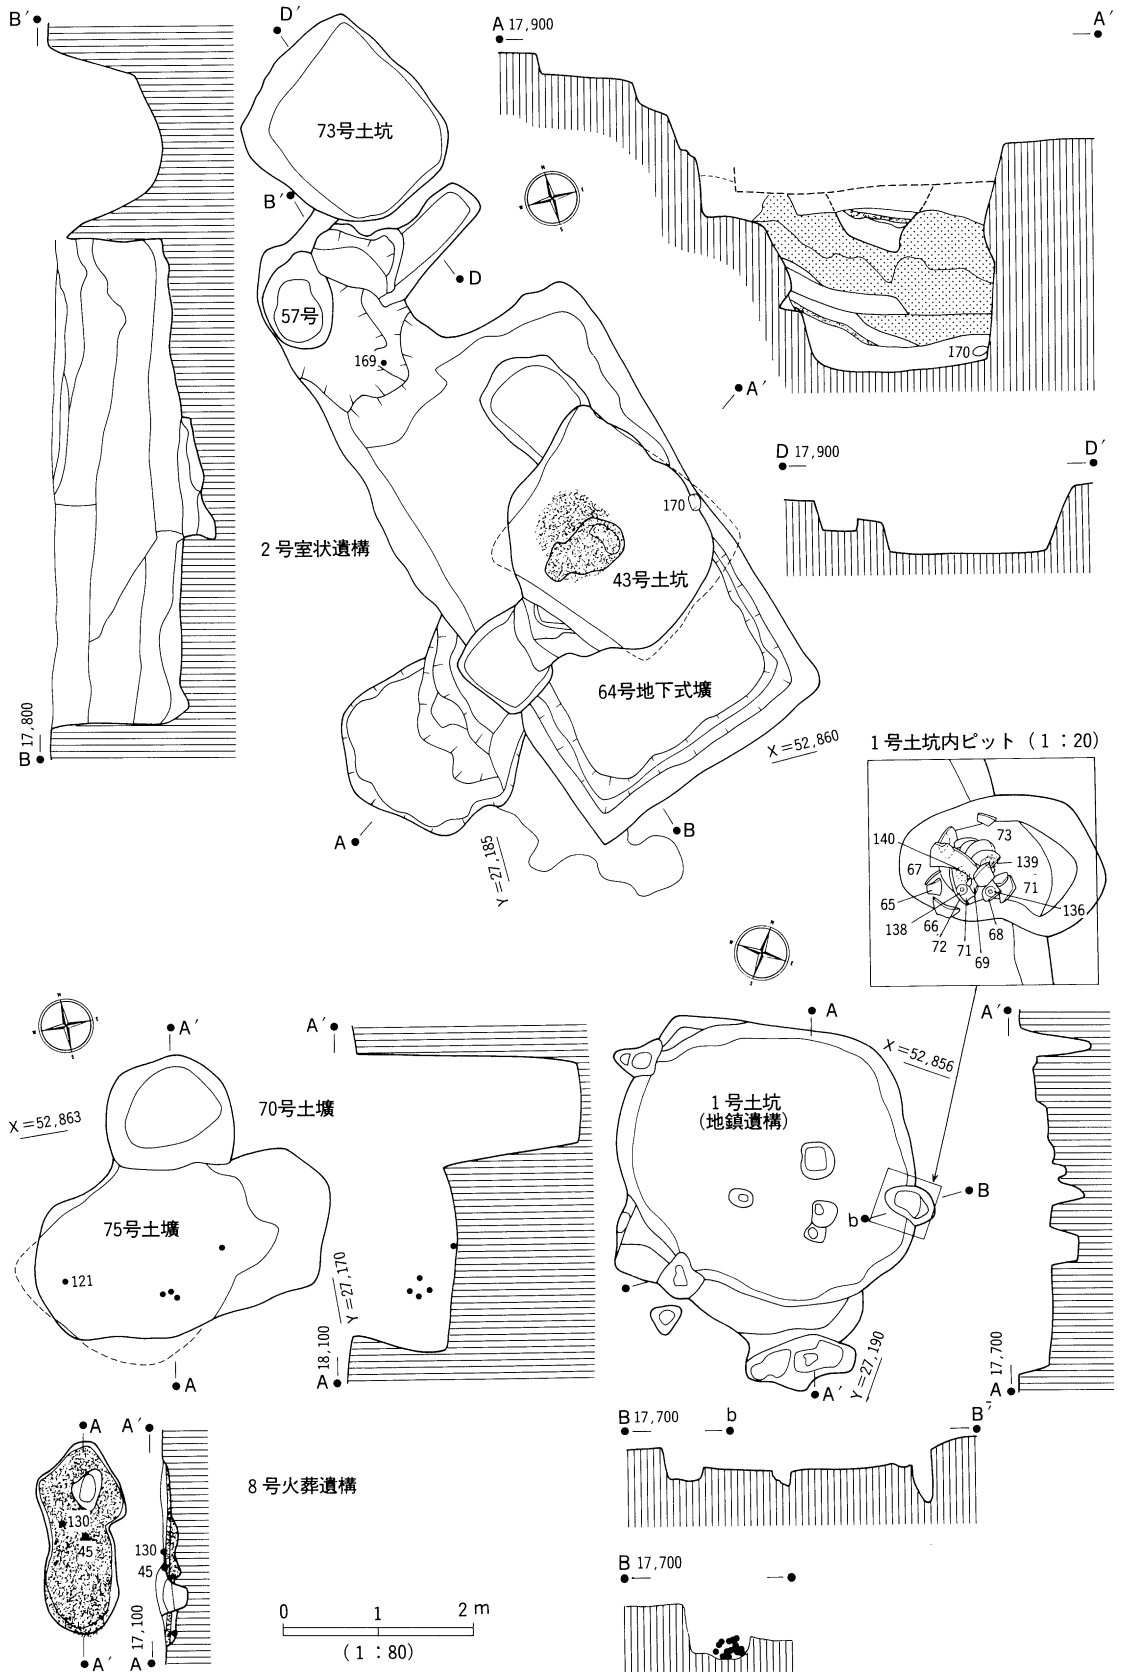 B′
D′
A 17,900
A′
73号土坑
B′
D
57号
169
170
A′
D 17,900
D′
170
2号室状遺構
43号土坑
64号地下式壙
X=52,860
17,800
B
A
B
Y=27,185
1号土坑内ピット（1：20）
73
140
139
67
71
65
136
138
66
68
72
71
69
A′
A′
A
A′
X=52,856
X=52,863
70号土壙
1号土坑
（地鎮遺構）
75号土壙
B
b
121
Y=27,170
18,100
A
A
A′
Y=27,190
17,700
A
A
A′
B 17,700
b
B′
8号火葬遺構
130
45
130
45
B 17,700
17,100
A′
A
0
1
2m
（1：80）